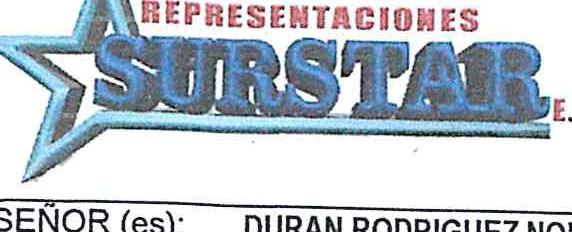 REPRESENTACIONES
SURSTAR E.
SEÑOR (es): DURAN RODRIGUEZ